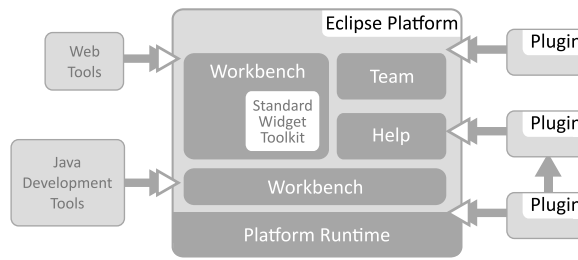 Eclipse Platform
Web
Tools
Workbench
Standard
Widget
Toolkit
Team
Help
Java
Development
Tools
Workbench
Platform Runtime
Plugin
Plugin
Plugin